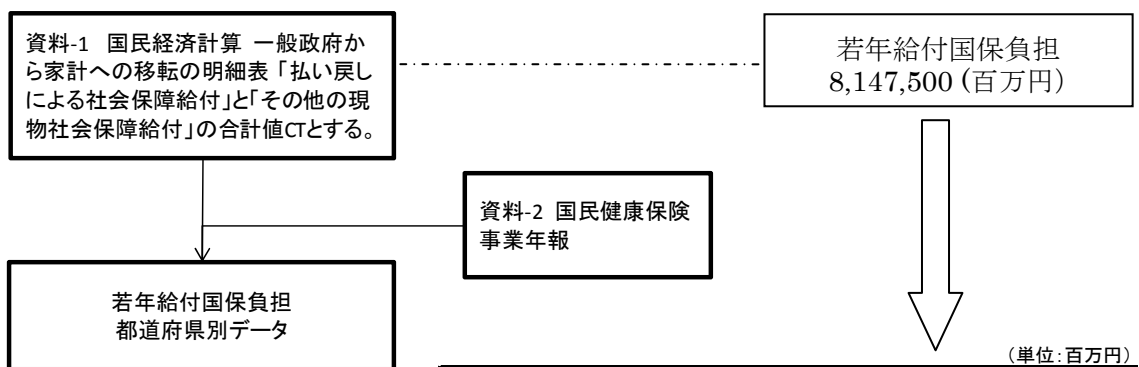 資料-1 国民経済計算 一般政府か
ら家計への移転の明細表 「払い戻し
による社会保障給付」と「その他の現
物社会保障給付」の合計値CTとする。
若年給付国保負担
8,147,500 (百万円)
資料-2 国民健康保険
事業年報
若年給付国保負担
都道府県別データ
(単位:百万円)